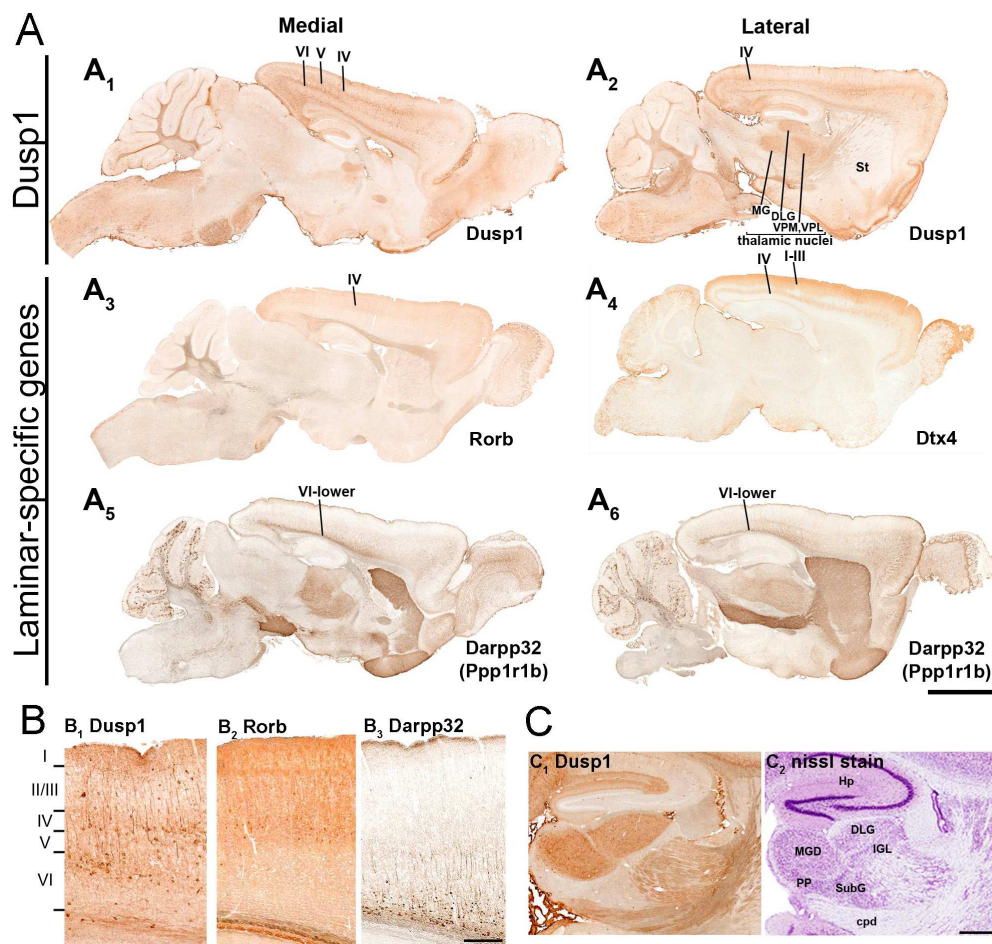 A
Medial
Lateral
VI V IV
IV
A1
A2
Dusp1
St
MG DLG
VPM,VPL
thalamic nuclei
Dusp1
Dusp1
Laminar-specific genes
A3
IV
Rorb
A4
IV I-III
Dtx4
A5
VI-lower
Darpp32
(Ppp1r1b)
A6
VI-lower
Darpp32
(Ppp1r1b)
B
B1 Dusp1
B2 Rorb
B3 Darpp32
I
II/III
IV
V
VI
C
C1 Dusp1
C2 nissl stain
Hp
DLG
IGL
MGD
PP
SubG
cpd